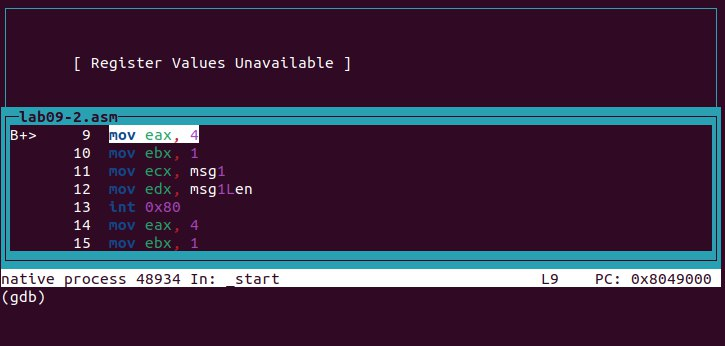 [ Register Values Unavailable ]
lab09-2.asm
B+> 9 mov eax, 4
10 mov ebx, 1
11 mov ecx, msg1
12 mov edx, msg1Len
13 int 0x80
14 mov eax, 4
15 mov ebx, 1
native process 48934 In: _start L9 PC: 0x8049000
(gdb)